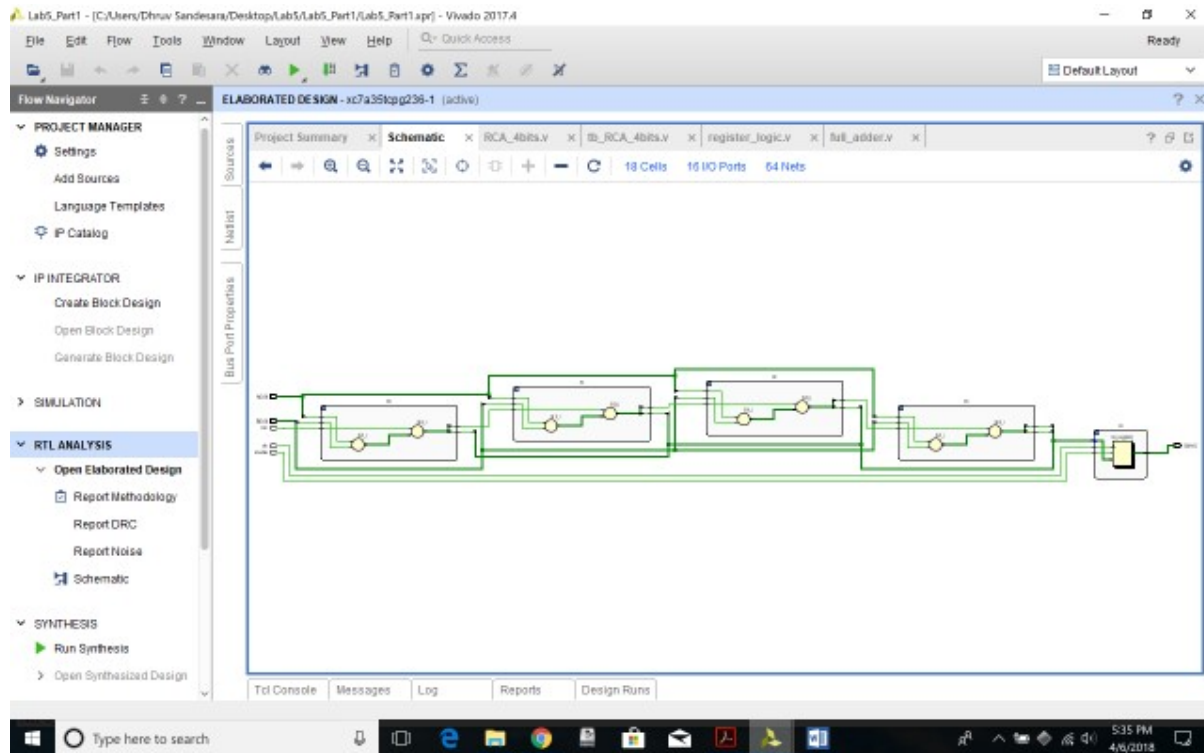 Lab5_Part1 - [C:/Users/Dhruv Sandesara/Desktop/Lab5/Lab5_Part1/Lab5_Part1.xpr] - Vivado 2017.4
File Edit Flow Tools Window Layout View Help Quick Access Ready
Default Layout
Flow Navigator
ELABORATED DESIGN - xc7a35tcpg236-1 (active)
PROJECT MANAGER
Settings
Add Sources
Language Templates
IP Catalog
IP INTEGRATOR
Create Block Design
Open Block Design
Generate Block Design
SIMULATION
RTL ANALYSIS
Open Elaborated Design
Report Methodology
Report DRC
Report Noise
Schematic
SYNTHESIS
Run Synthesis
Open Synthesized Design
Sources
Netlist
Bus Port Properties
Project Summary Schematic RCA_4bits.v tb_RCA_4bits.v register_logic.v full_adder.v
18 Cells 16 I/O Ports 64 Nets
Tcl Console Messages Log Reports Design Runs
Type here to search
5:35 PM
4/6/2018